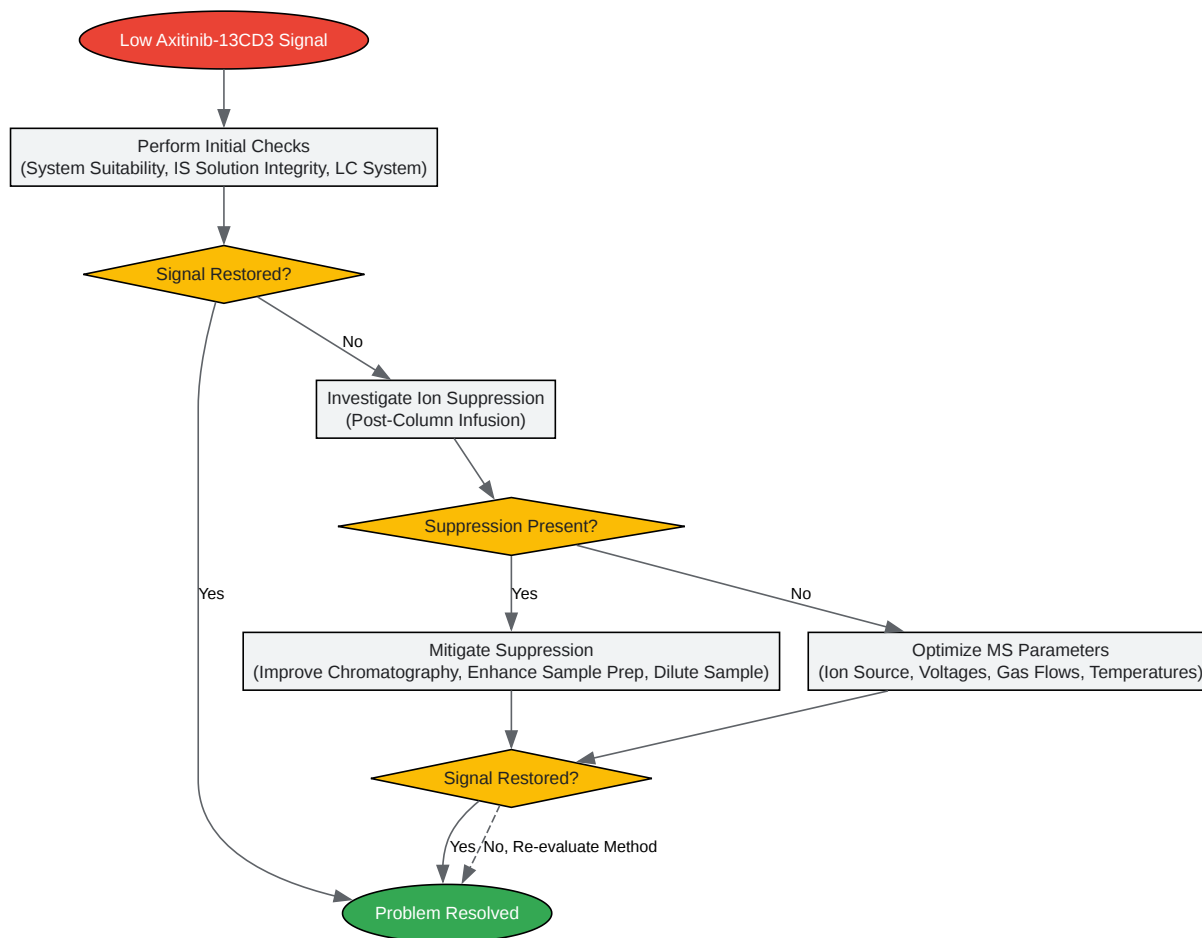 Low Axitinib-13CD3 Signal
Perform Initial Checks
(System Suitability, IS Solution Integrity, LC System)
Signal Restored?
No
Investigate Ion Suppression
(Post-Column Infusion)
Suppression Present?
Yes
Yes
No
Mitigate Suppression
(Improve Chromatography, Enhance Sample Prep, Dilute Sample)
Optimize MS Parameters
(Ion Source, Voltages, Gas Flows, Temperatures)
Signal Restored?
Yes
No, Re-evaluate Method
Problem Resolved